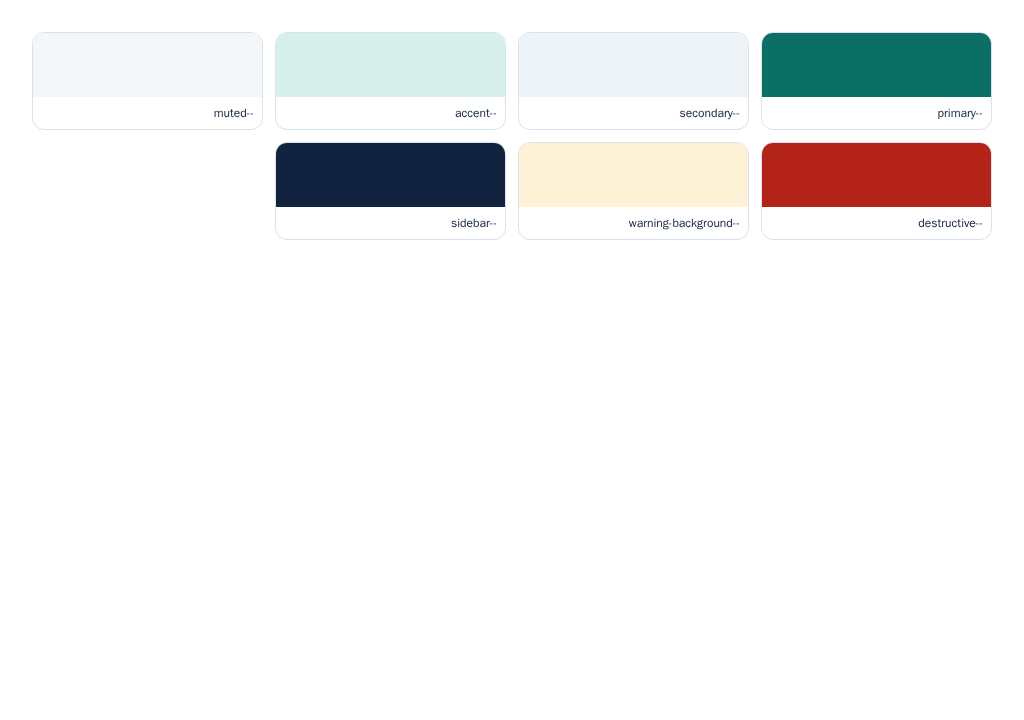 primary--
secondary--
accent--
muted--
destructive--
warning-background--
sidebar--